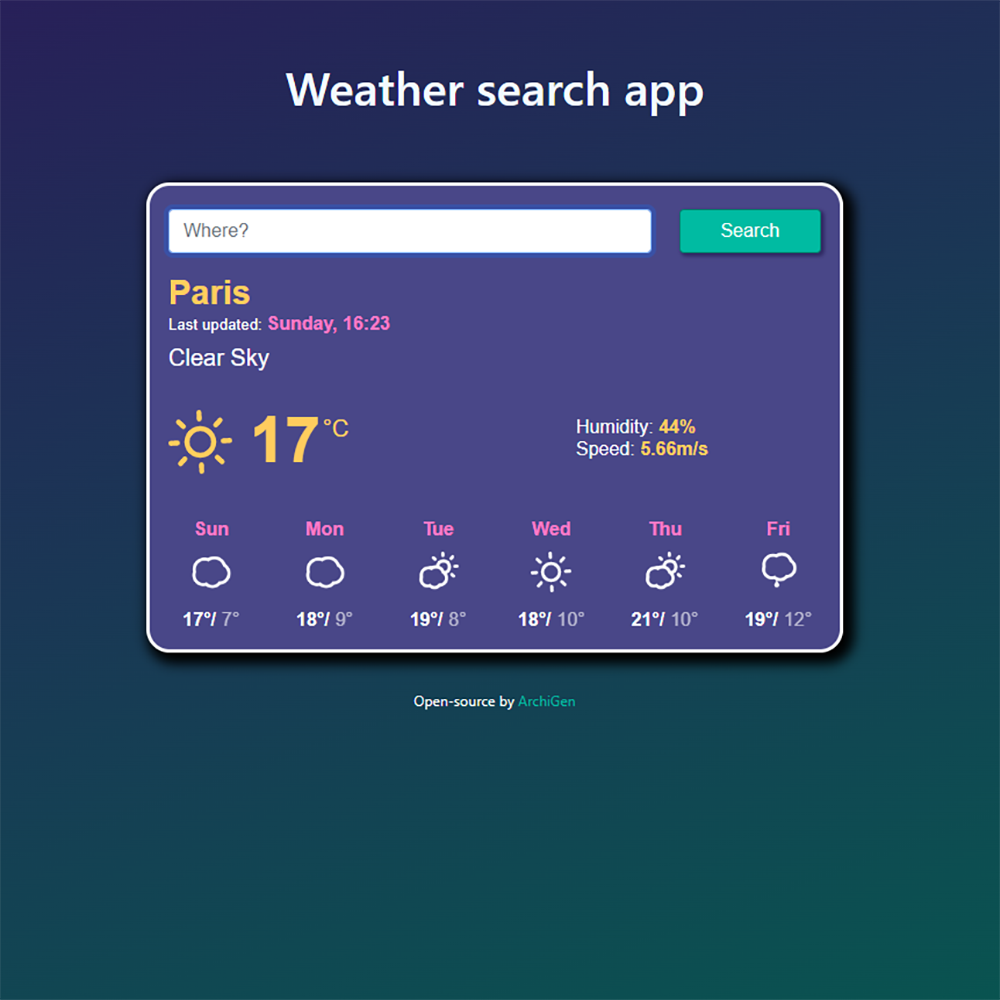 Weather search app
Where? Search
Paris
Last updated: Sunday, 16:23
Clear Sky
17 °C
Humidity: 44%
Speed: 5.66m/s
Sun Mon Tue Wed Thu Fri
17°/ 7° 18°/ 9° 19°/ 8° 18°/ 10° 21°/ 10° 19°/ 12°
Open-source by ArchiGen